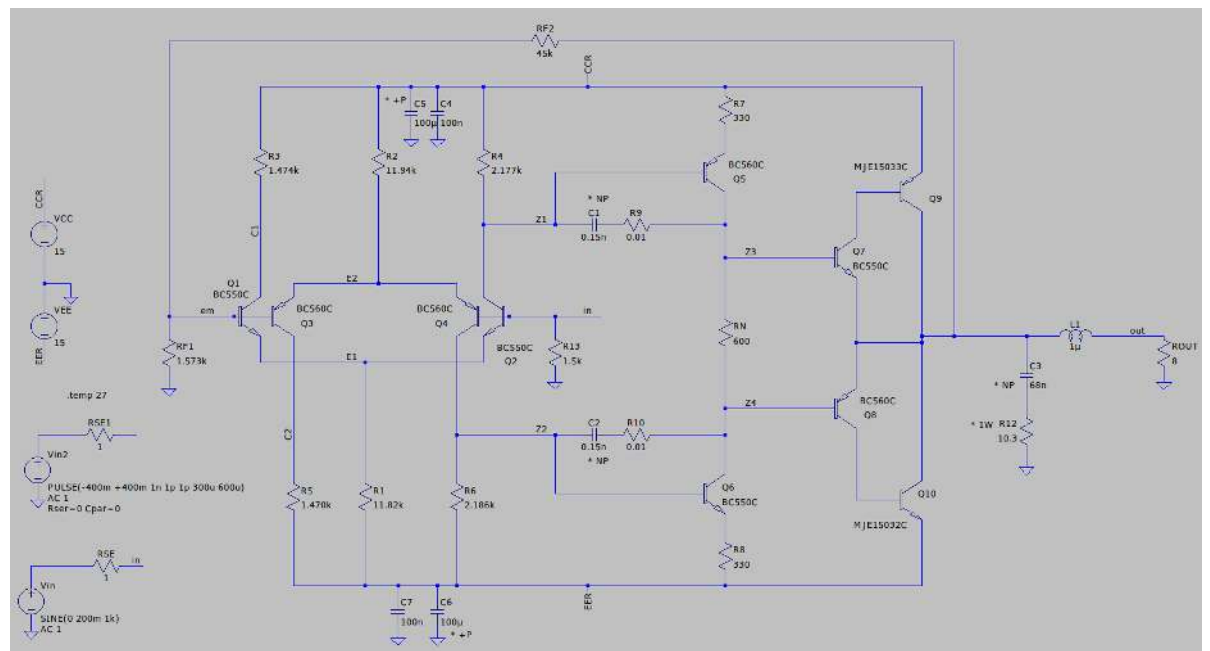 RF2
45k
CCR
* +P
C5
100µ
C4
100n
R7
330
R3
1.474k
R2
11.94k
R4
2.177k
BC560C
Q5
MJE15033C
Q9
CCR
VCC
15
C1
* NP
C1
0.15n
R9
0.01
Z1
Z3
Q7
BC550C
E2
Q1
BC550C
em
BC560C
Q3
BC560C
Q4
in
VEE
15
EER
RF1
1.573k
E1
BC550C
Q2
R13
1.5k
RN
600
L1
1µ
out
ROUT
8
C3
* NP
68n
.temp 27
Z4
BC560C
Q8
RSE1
1
C2
Z2
C2
0.15n
* NP
R10
0.01
* 1W
R12
10.3
Vin2
PULSE(-400m +400m 1n 1p 1p 300u 600u)
AC 1
Rser=0 Cpar=0
R5
1.470k
R1
11.82k
R6
2.186k
Q6
BC550C
Q10
MJE15032C
RSE
1
in
R8
330
Vin
SINE(0 200m 1k)
AC 1
C7
100n
C6
100µ
* +P
EER